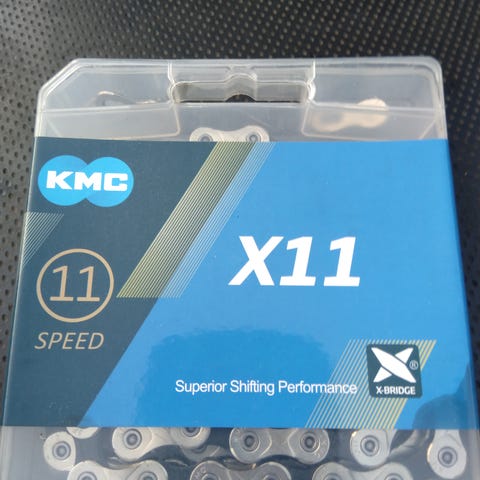 KMC
X11
11
SPEED
Superior Shifting Performance
X-BRIDGE
®